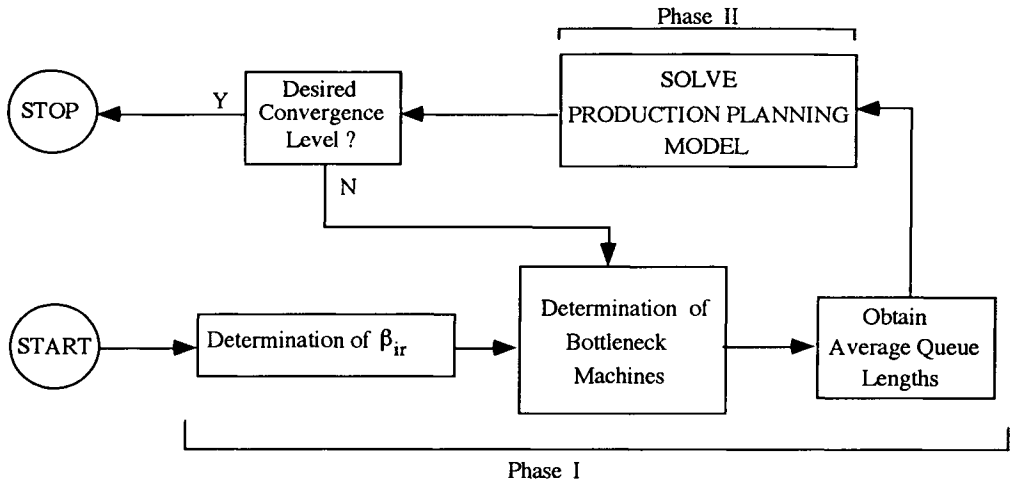 Phase II
STOP
Y
Desired
Convergence
Level ?
SOLVE
PRODUCTION PLANNING
MODEL
N
START
Determination of βir
Determination of
Bottleneck
Machines
Obtain
Average Queue
Lengths
Phase I